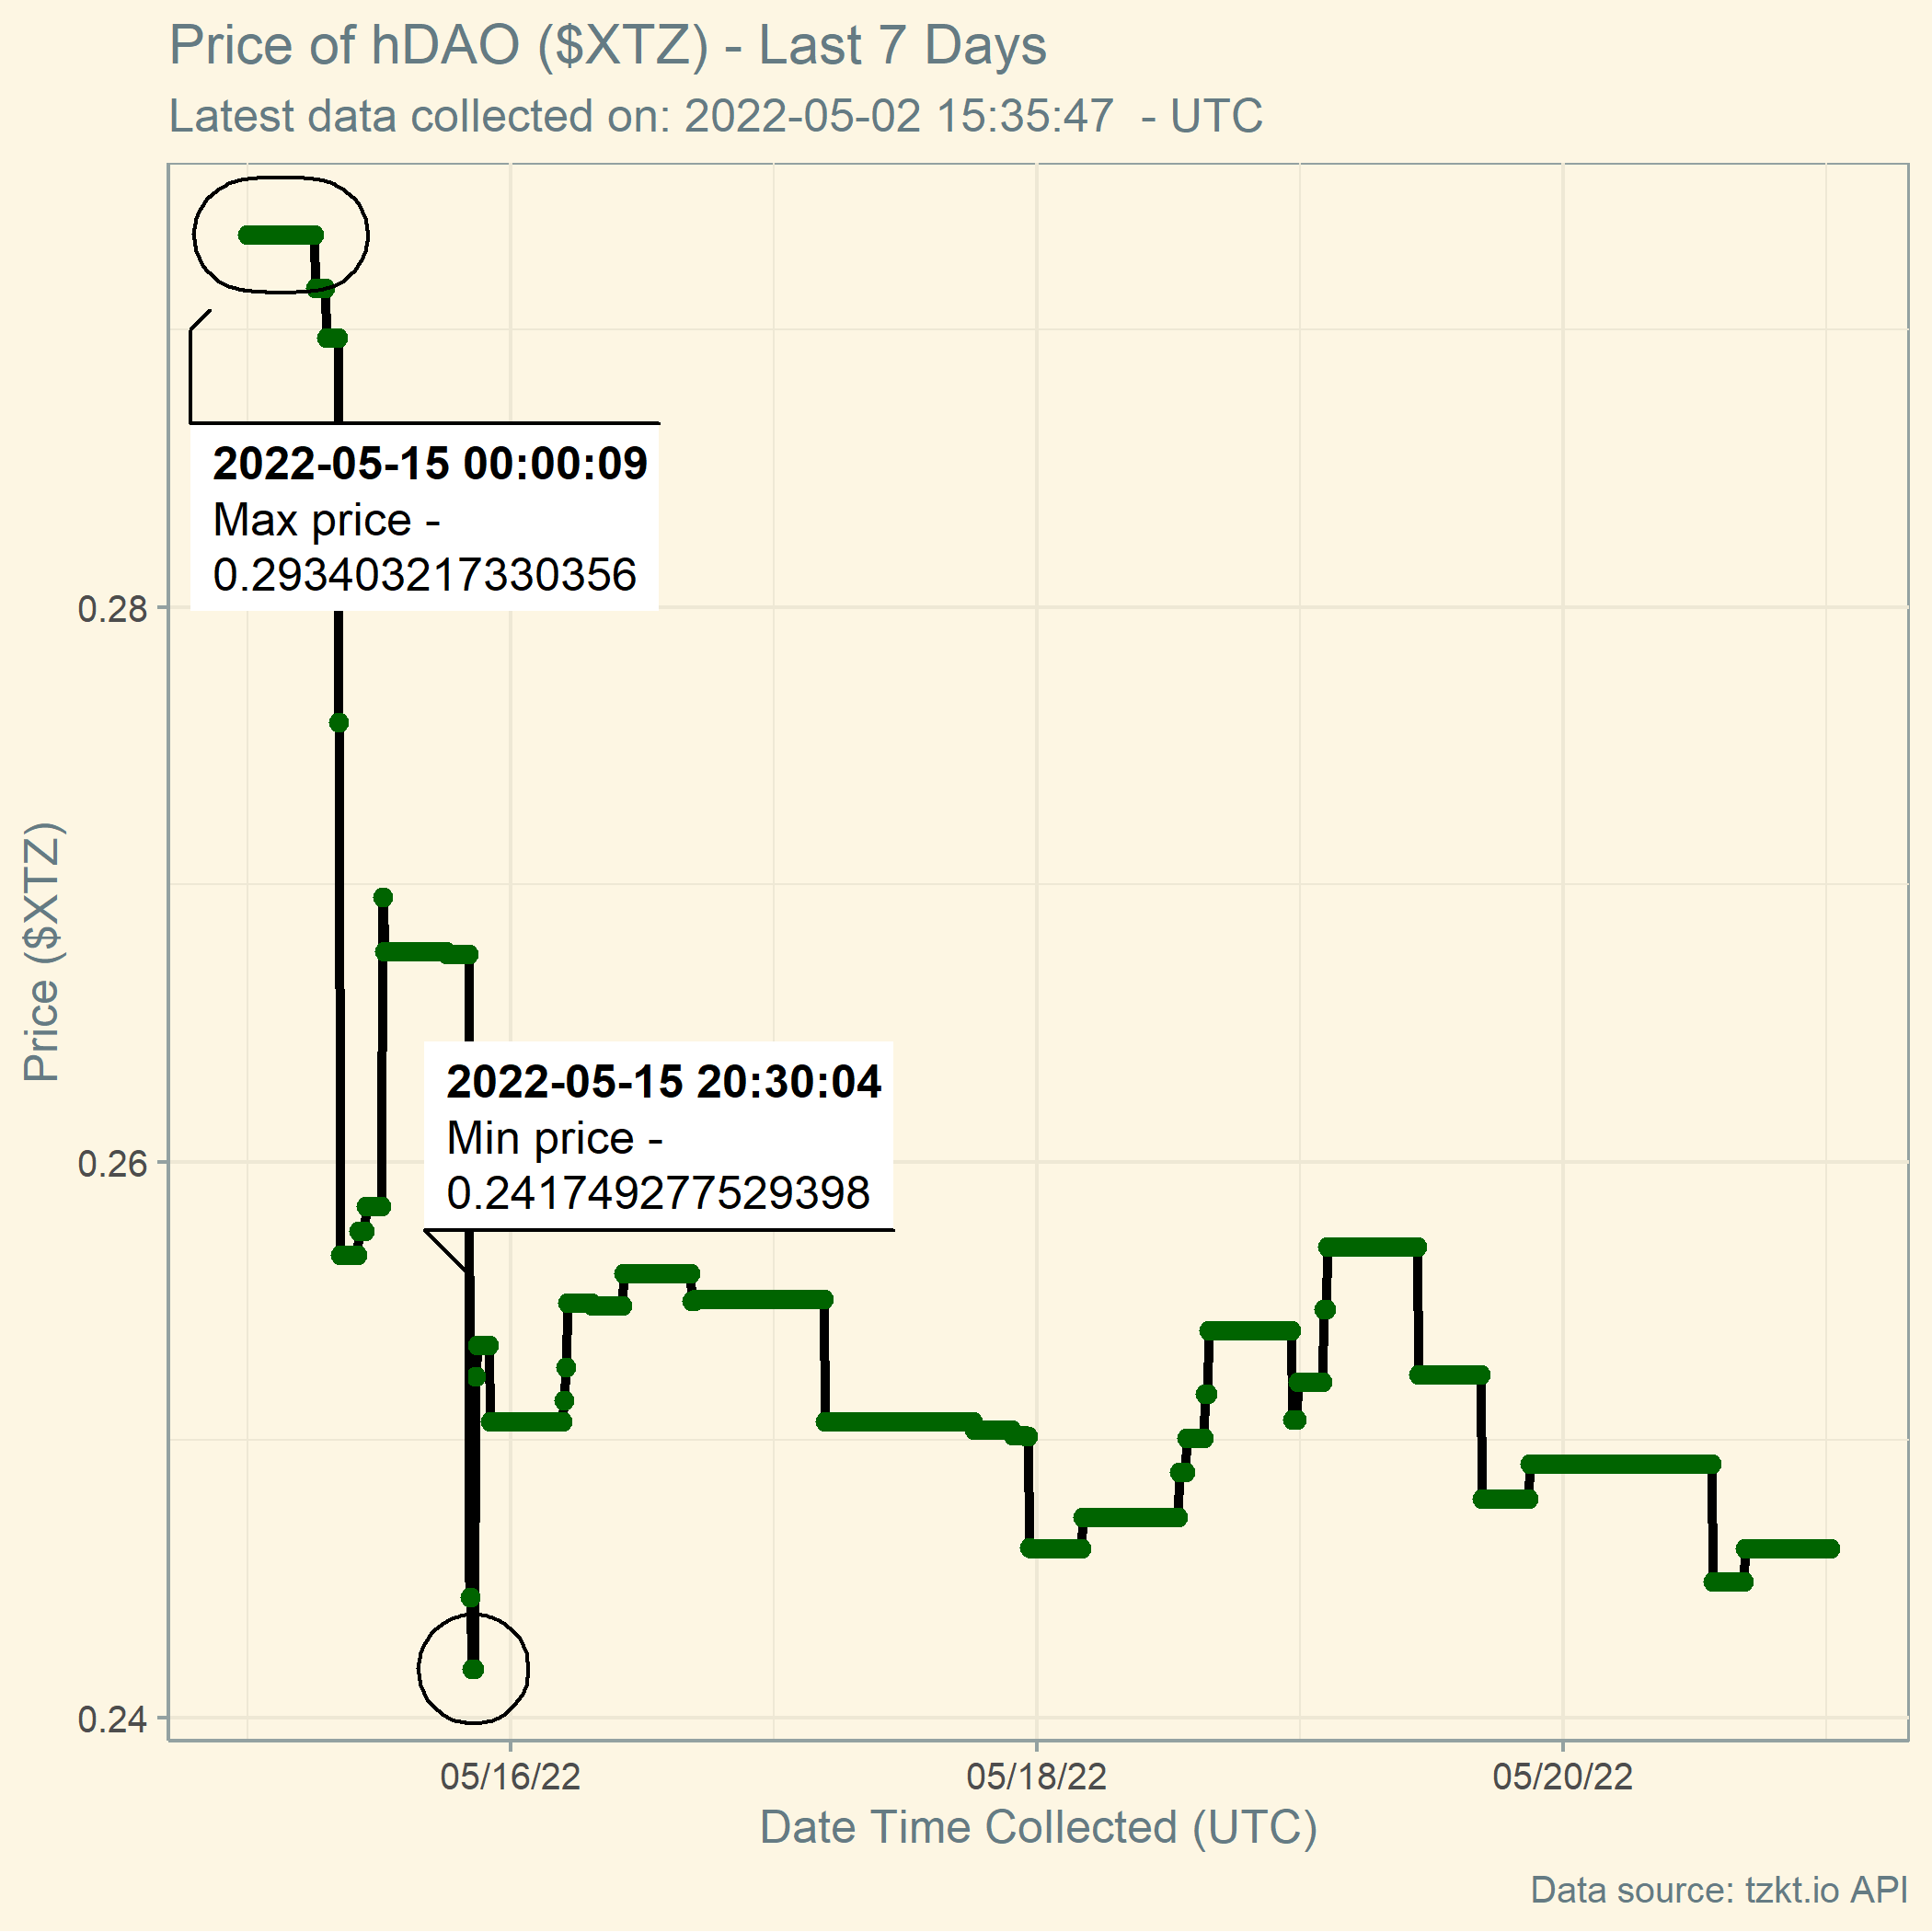 Price of hDAO ($XTZ) - Last 7 Days
Latest data collected on: 2022-05-02 15:35:47  - UTC
2022-05-15 00:00:09
Max price -
0.293403217330356
0.28
Price ($XTZ)
2022-05-15 20:30:04
Min price -
0.241749277529398
0.26
0.24
05/16/22
05/18/22
05/20/22
Date Time Collected (UTC)
Data source: tzkt.io API